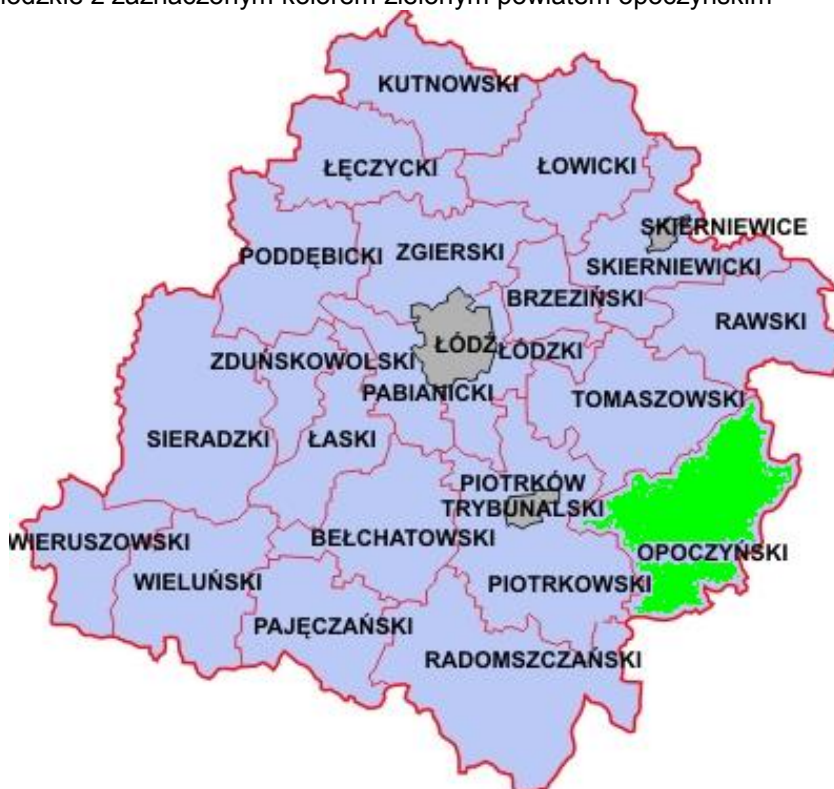 łódzkie z zaznaczonym kolorem zielonym powiatem opoczyńskim
KUTNOWSKI
ŁĘCZYCKI
ŁOWICKI
SKIERNIEWICE
PODDĘBICKI
ZGIERSKI
SKIERNIEWICKI
BRZEZIŃSKI
RAWSKI
ŁÓDŹ
ŁÓDZKI
ZDUŃSKOWOLSKI
PABIANICKI
TOMASZOWSKI
SIERADZKI
ŁASKI
PIOTRKÓW
TRYBUNALSKI
WIERUSZOWSKI
BEŁCHATOWSKI
OPOCZYŃSKI
WIELUŃSKI
PIOTRKOWSKI
PAJĘCZAŃSKI
RADOMSZCZAŃSKI